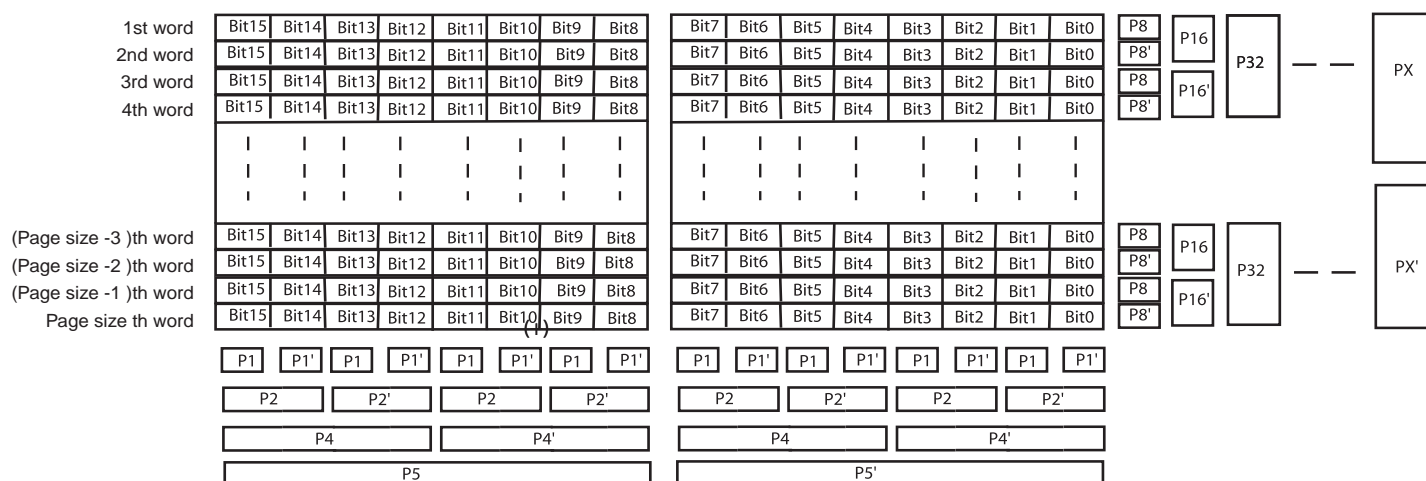 1st word Bit15 Bit14 Bit13 Bit12 Bit11 Bit10 Bit9 Bit8 Bit7 Bit6 Bit5 Bit4 Bit3 Bit2 Bit1 Bit0 P8 P16 P32 PX
2nd word Bit15 Bit14 Bit13 Bit12 Bit11 Bit10 Bit9 Bit8 Bit7 Bit6 Bit5 Bit4 Bit3 Bit2 Bit1 Bit0 P8'
3rd word Bit15 Bit14 Bit13 Bit12 Bit11 Bit10 Bit9 Bit8 Bit7 Bit6 Bit5 Bit4 Bit3 Bit2 Bit1 Bit0 P8 P16'
4th word Bit15 Bit14 Bit13 Bit12 Bit11 Bit10 Bit9 Bit8 Bit7 Bit6 Bit5 Bit4 Bit3 Bit2 Bit1 Bit0 P8'
(Page size -3 )th word Bit15 Bit14 Bit13 Bit12 Bit11 Bit10 Bit9 Bit8 Bit7 Bit6 Bit5 Bit4 Bit3 Bit2 Bit1 Bit0 P8 P16 P32 PX'
(Page size -2 )th word Bit15 Bit14 Bit13 Bit12 Bit11 Bit10 Bit9 Bit8 Bit7 Bit6 Bit5 Bit4 Bit3 Bit2 Bit1 Bit0 P8'
(Page size -1 )th word Bit15 Bit14 Bit13 Bit12 Bit11 Bit10 Bit9 Bit8 Bit7 Bit6 Bit5 Bit4 Bit3 Bit2 Bit1 Bit0 P8 P16'
Page size th word Bit15 Bit14 Bit13 Bit12 Bit11 Bit10 Bit9 Bit8 Bit7 Bit6 Bit5 Bit4 Bit3 Bit2 Bit1 Bit0 P8'
P1 P1' P1 P1' P1 P1' P1 P1' P1 P1' P1 P1' P1 P1' P1 P1'
P2 P2' P2 P2' P2 P2' P2 P2'
P4 P4' P4 P4'
P5 P5'